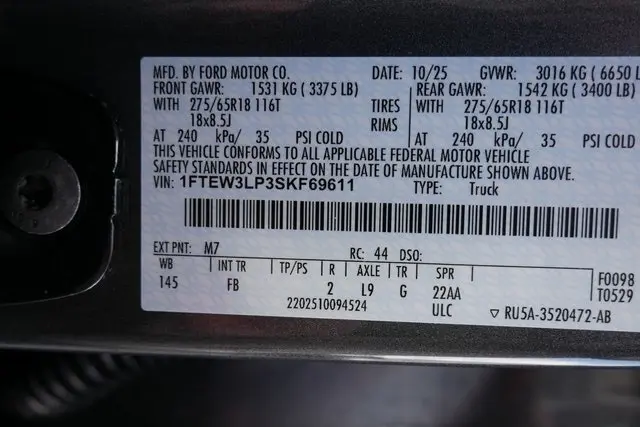 MFD. BY FORD MOTOR CO. DATE: 10/25 GVWR: 3016 KG ( 6650 L
FRONT GAWR: 1531 KG ( 3375 LB) REAR GAWR: 1542 KG ( 3400 LB)
WITH 275/65R18 116T TIRES WITH 275/65R18 116T
18x8.5J RIMS 18x8.5J
AT 240 kPa/ 35 PSI COLD AT 240 kPa/ 35 PSI COLD
THIS VEHICLE CONFORMS TO ALL APPLICABLE FEDERAL MOTOR VEHICLE
SAFETY STANDARDS IN EFFECT ON THE DATE OF MANUFACTURE SHOWN ABOVE.
VIN: 1FTEW3LP3SKF69611 TYPE: Truck
EXT PNT: M7 RC: 44 DSO:
WB INT TR TP/PS R AXLE TR SPR F0098
145 FB 2 L9 G 22AA T0529
2202510094524 ULC ▽ RU5A-3520472-AB